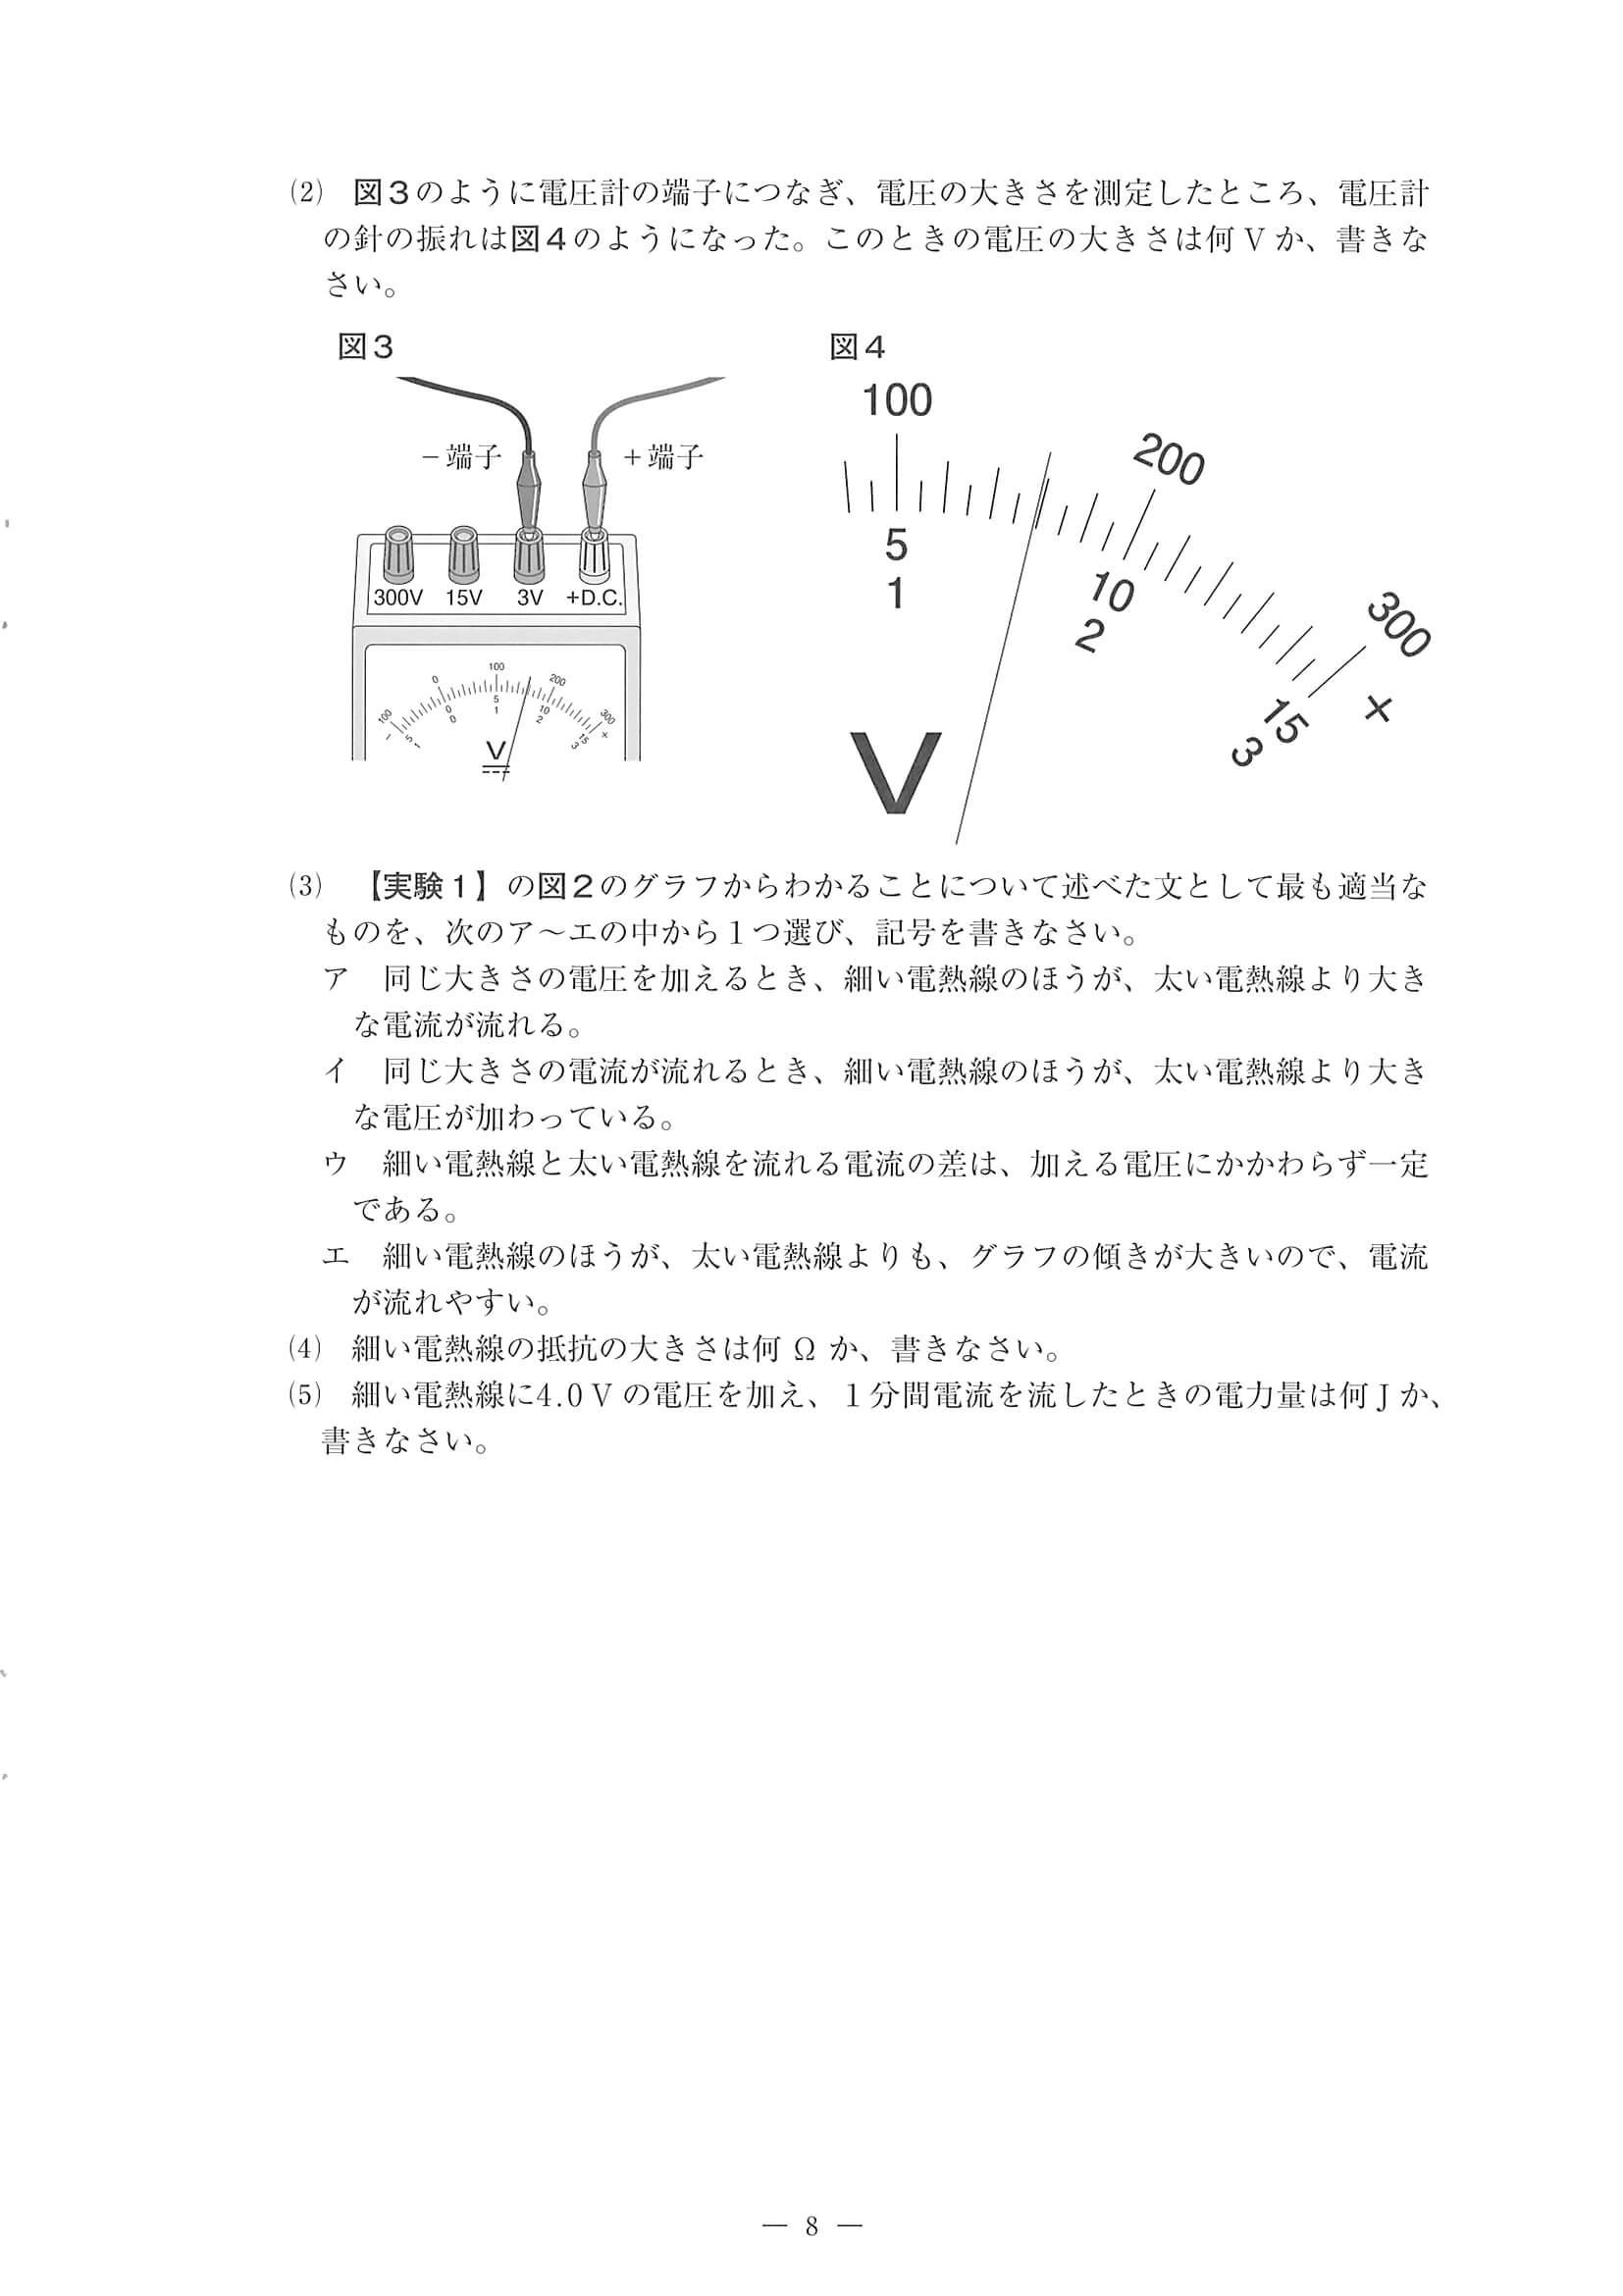 (2) 図3のように電圧計の端子につなぎ、電圧の大きさを測定したところ、電圧計
の針の振れは図4のようになった。このときの電圧の大きさは何Vか、書きな
さい。
図3
図4
－端子
＋端子
300V 15V 3V +D.C.
100 0 100 200 300
5 0 5 10 15
1 0 1 2 3
－ +
V
100 200 300
5 10 15
1 2 3
+
V
(3) 【実験1】の図2のグラフからわかることについて述べた文として最も適当な
ものを、次のア～エの中から1つ選び、記号を書きなさい。
ア 同じ大きさの電圧を加えるとき、細い電熱線のほうが、太い電熱線より大き
な電流が流れる。
イ 同じ大きさの電流が流れるとき、細い電熱線のほうが、太い電熱線より大き
な電圧が加わっている。
ウ 細い電熱線と太い電熱線を流れる電流の差は、加える電圧にかかわらず一定
である。
エ 細い電熱線のほうが、太い電熱線よりも、グラフの傾きが大きいので、電流
が流れやすい。
(4) 細い電熱線の抵抗の大きさは何Ωか、書きなさい。
(5) 細い電熱線に4.0Vの電圧を加え、1分間電流を流したときの電力量は何Jか、
書きなさい。
— 8 —